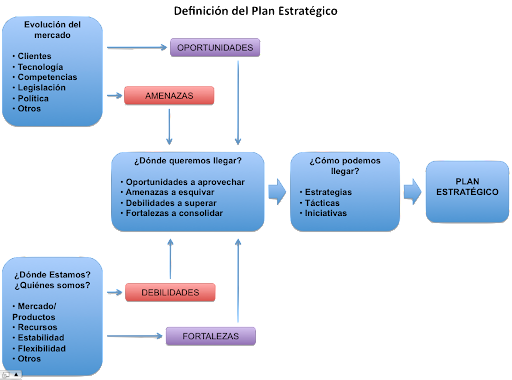 Definición del Plan Estratégico
Evolución del
mercado
• Clientes
• Tecnología
• Competencias
• Legislación
• Política
• Otros
OPORTUNIDADES
AMENAZAS
¿Dónde queremos llegar?
• Oportunidades a aprovechar
• Amenazas a esquivar
• Debilidades a superar
• Fortalezas a consolidar
¿Cómo podemos
llegar?
• Estrategias
• Tácticas
• Iniciativas
PLAN
ESTRATÉGICO
¿Dónde Estamos?
¿Quiénes somos?
• Mercado/
Productos
• Recursos
• Estabilidad
• Flexibilidad
• Otros
DEBILIDADES
FORTALEZAS